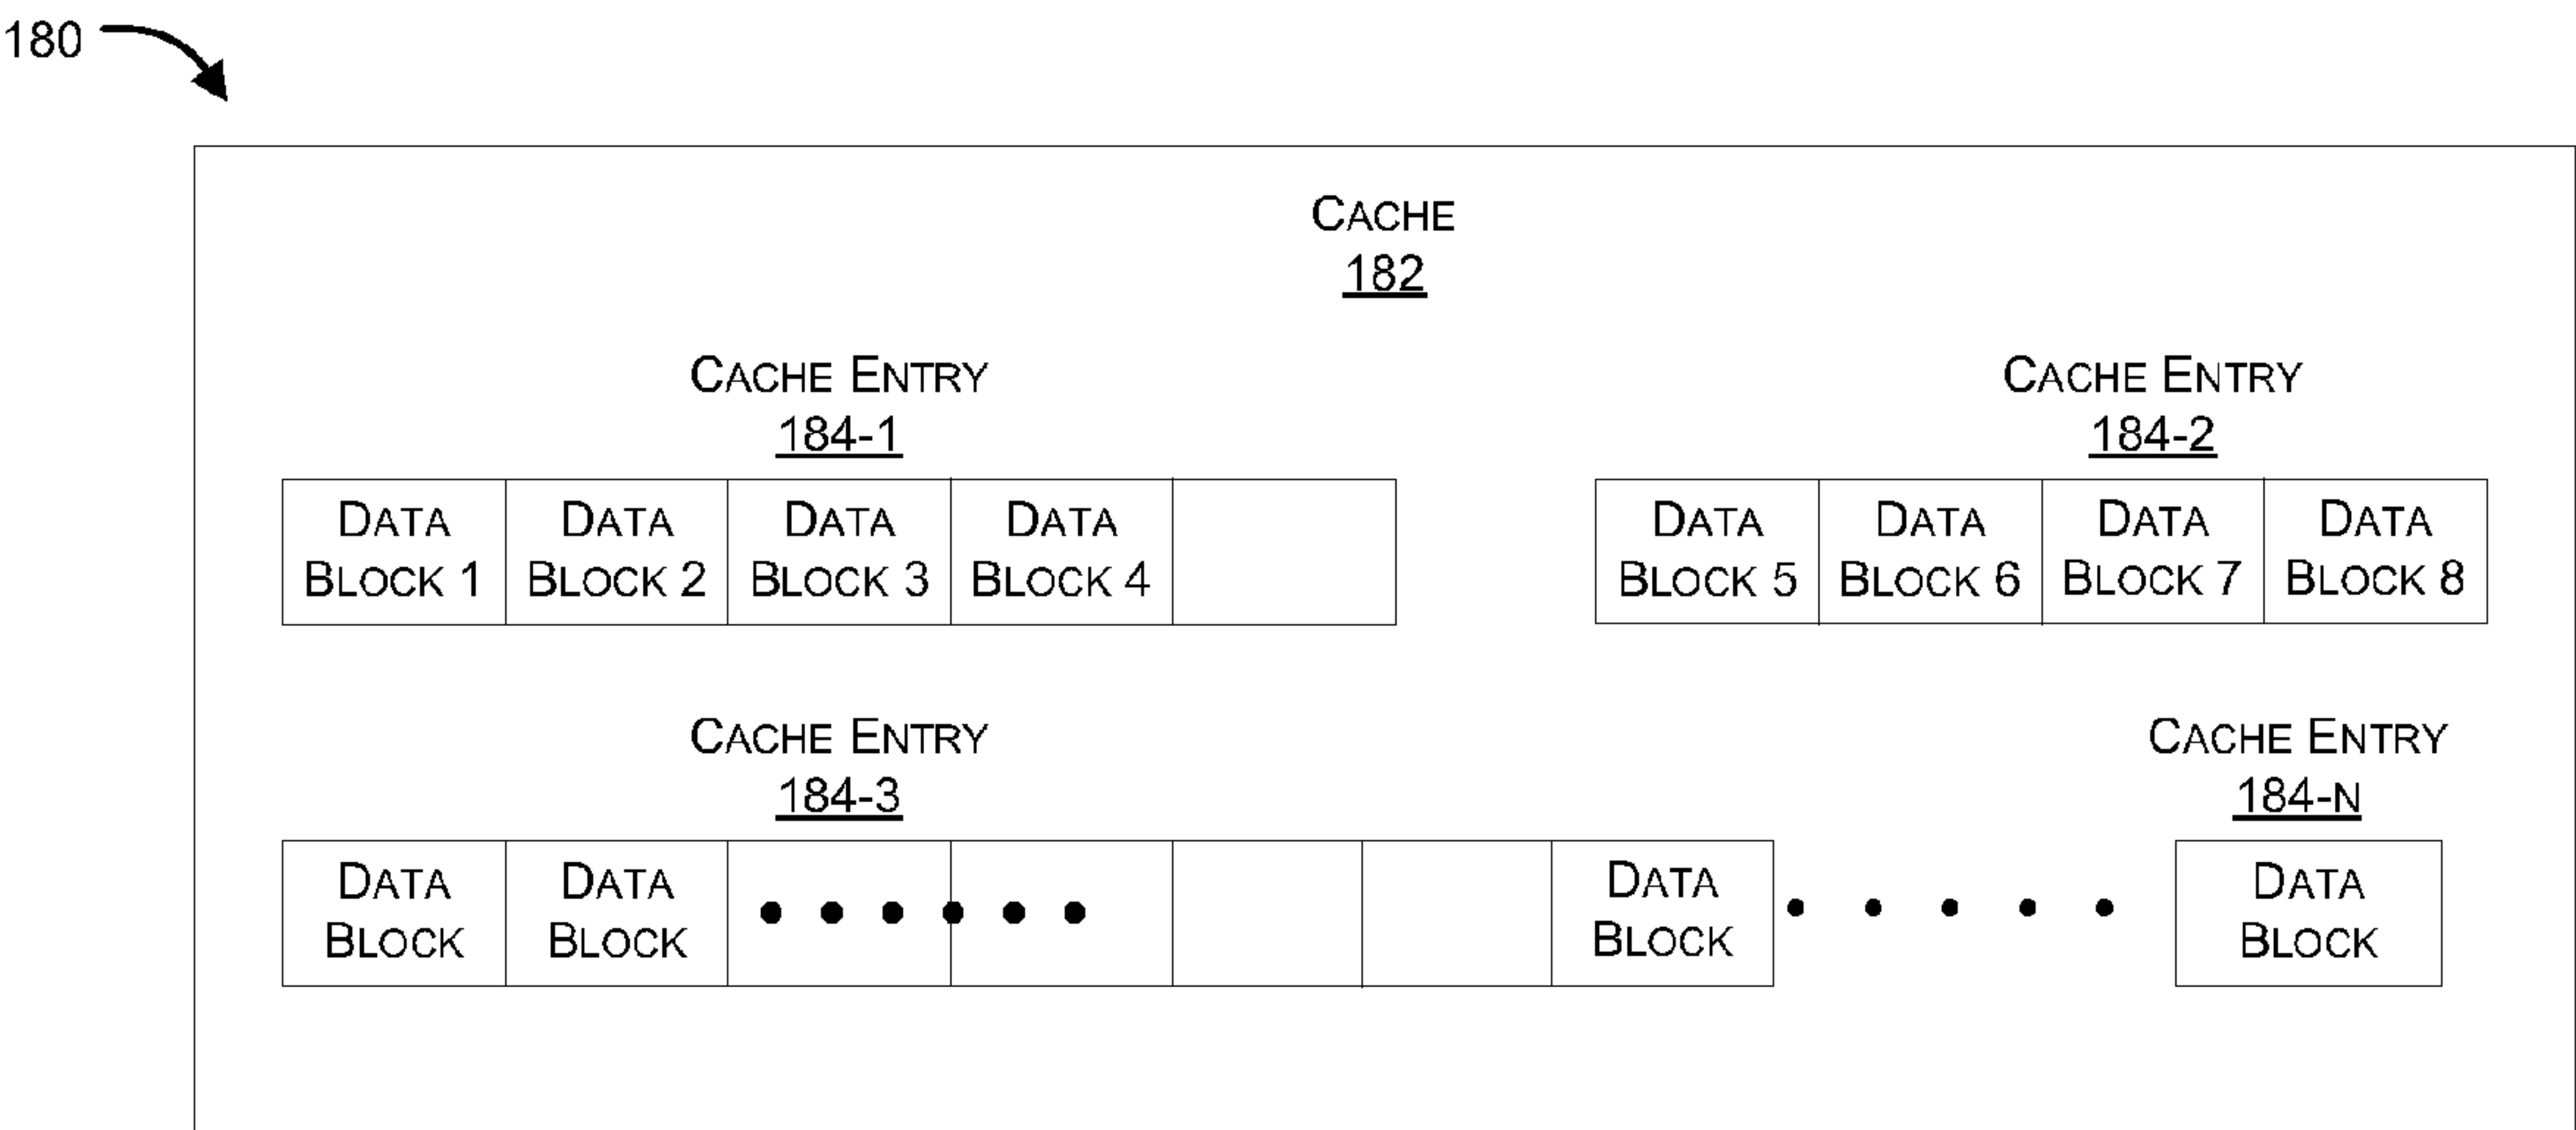 180
CACHE
182
CACHE ENTRY
184-1
CACHE ENTRY
184-2
DATA BLOCK 1
DATA BLOCK 2
DATA BLOCK 3
DATA BLOCK 4
DATA BLOCK 5
DATA BLOCK 6
DATA BLOCK 7
DATA BLOCK 8
CACHE ENTRY
184-3
CACHE ENTRY
184-N
DATA BLOCK
DATA BLOCK
DATA BLOCK
DATA BLOCK